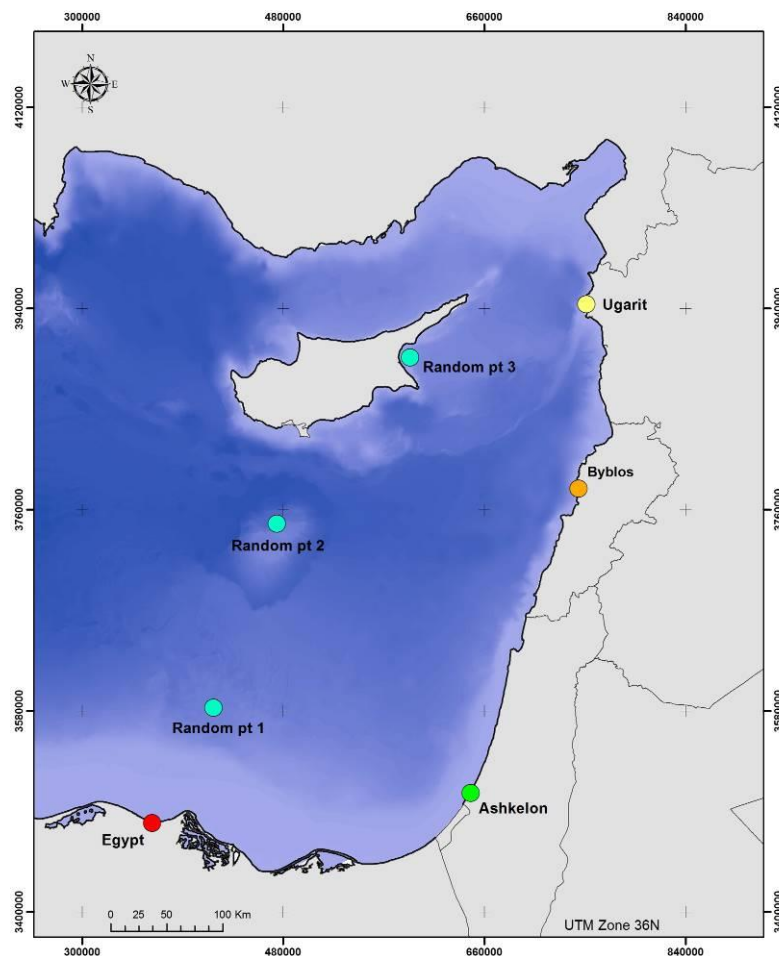 300000 480000 660000 840000
N
W E
S
4120000 4120000
Ugarit
3940000 3940000
Random pt 3
Byblos
3760000 3760000
Random pt 2
3580000 3580000
Random pt 1
Ashkelon
Egypt
0 25 50 100 Km
3400000 3400000
UTM Zone 36N
300000 480000 660000 840000